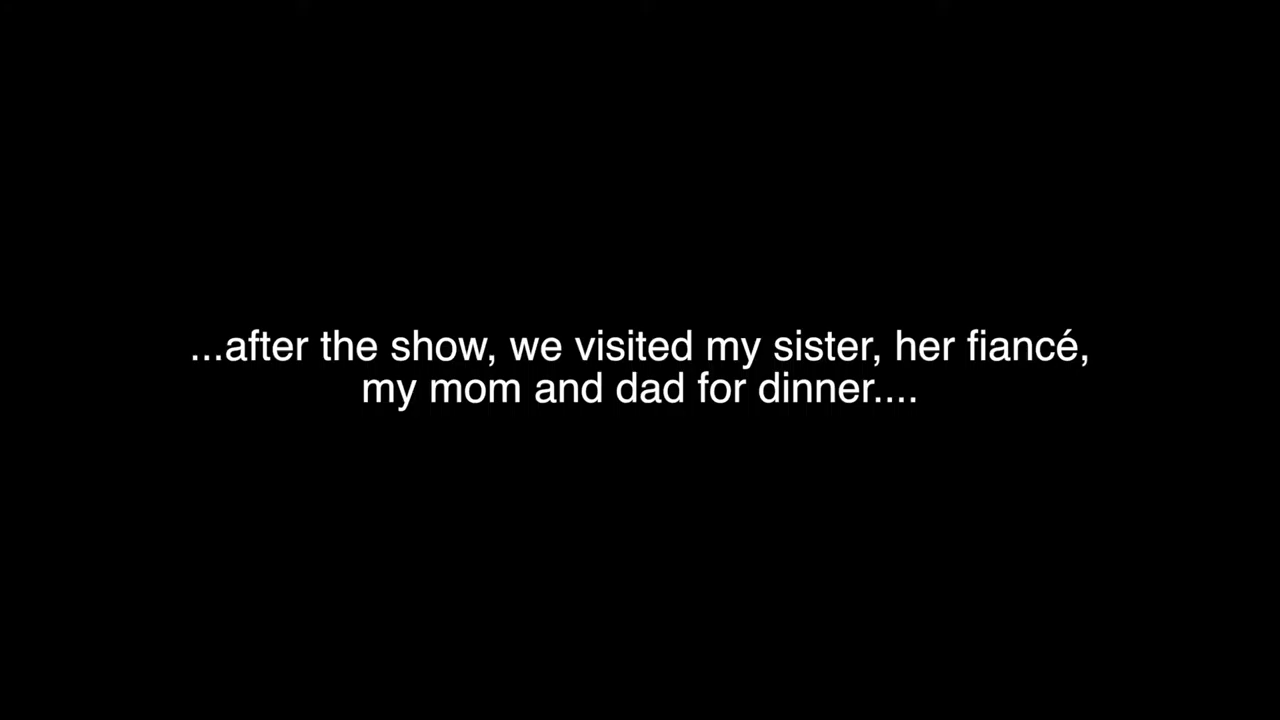 ...after the show, we visited my sister, her fiancé,
my mom and dad for dinner....